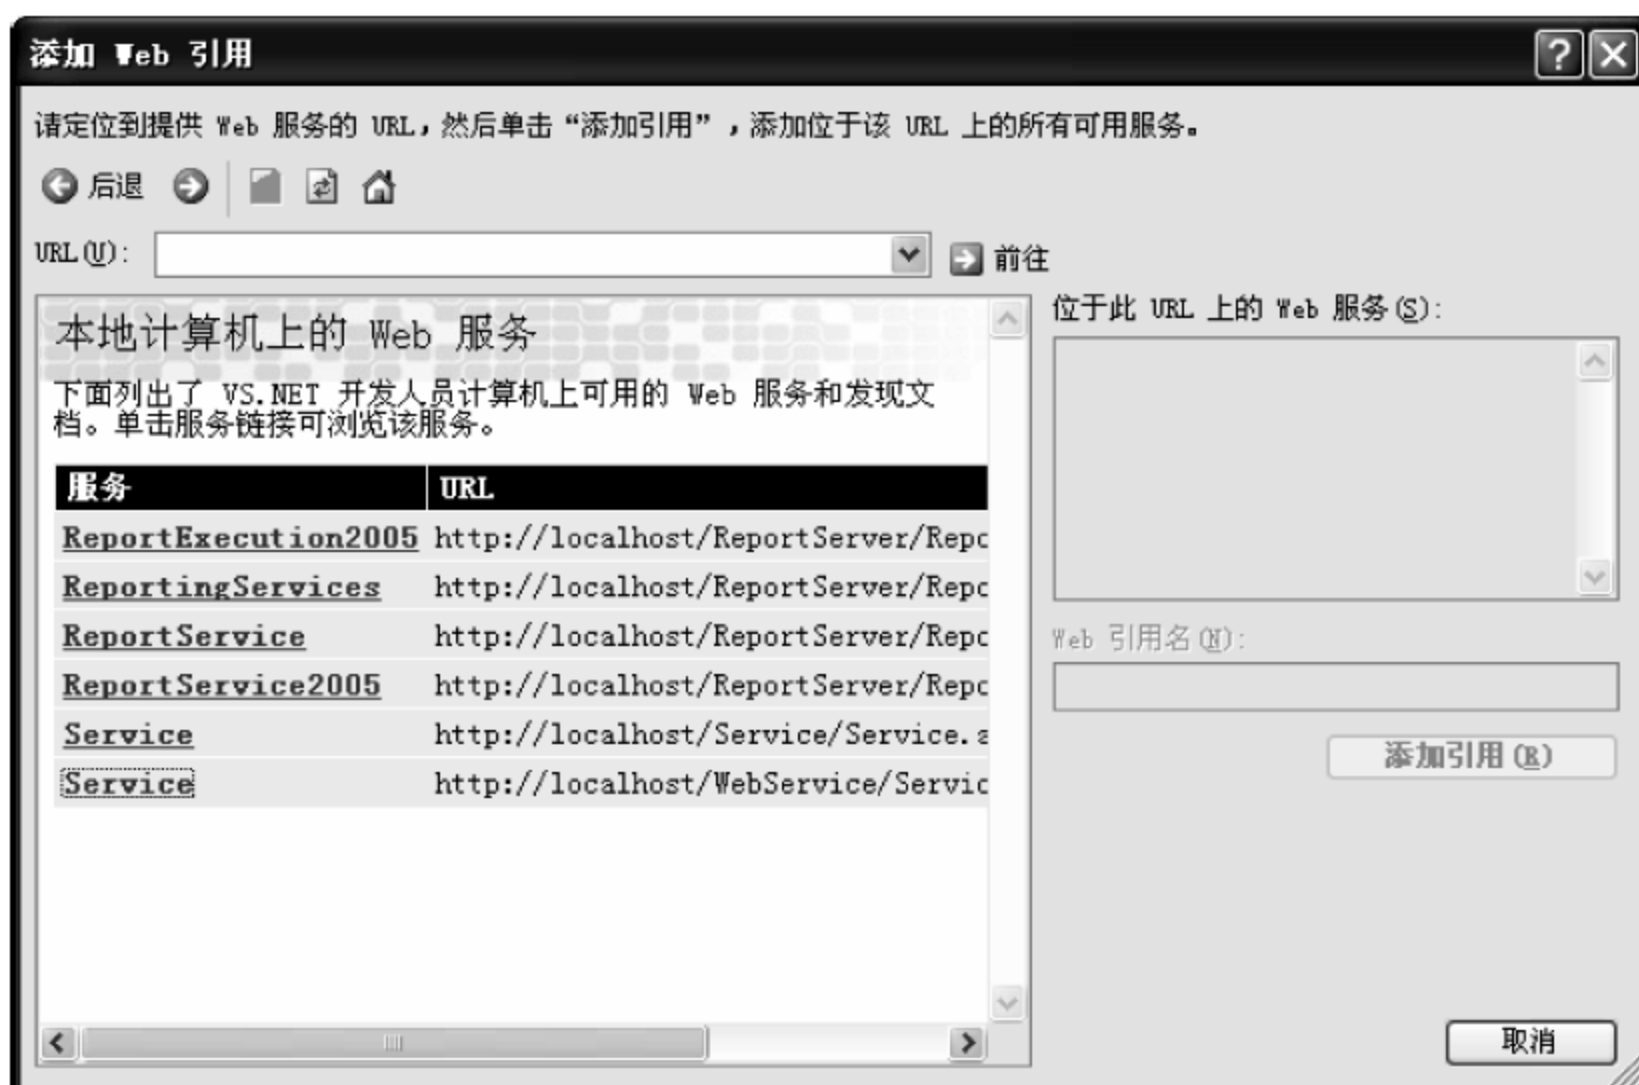 添加 Web 引用
请定位到提供 Web 服务的 URL，然后单击“添加引用”，添加位于该 URL 上的所有可用服务。
后退
URL(U):
前往
本地计算机上的 Web 服务
下面列出了 VS.NET 开发人员计算机上可用的 Web 服务和发现文
档。单击服务链接可浏览该服务。
服务 URL
ReportExecution2005 http://localhost/ReportServer/Repo
ReportingServices http://localhost/ReportServer/Repo
ReportService http://localhost/ReportServer/Repo
ReportService2005 http://localhost/ReportServer/Repo
Service http://localhost/Service/Service.a
Service http://localhost/WebService/Servic
位于此 URL 上的 Web 服务(S):
Web 引用名(N):
添加引用(R)
取消